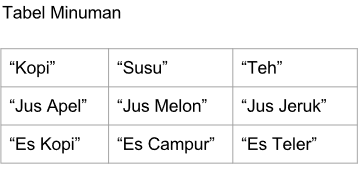 Tabel Minuman
“Kopi” “Susu” “Teh”
“Jus Apel” “Jus Melon” “Jus Jeruk”
“Es Kopi” “Es Campur” “Es Teler”